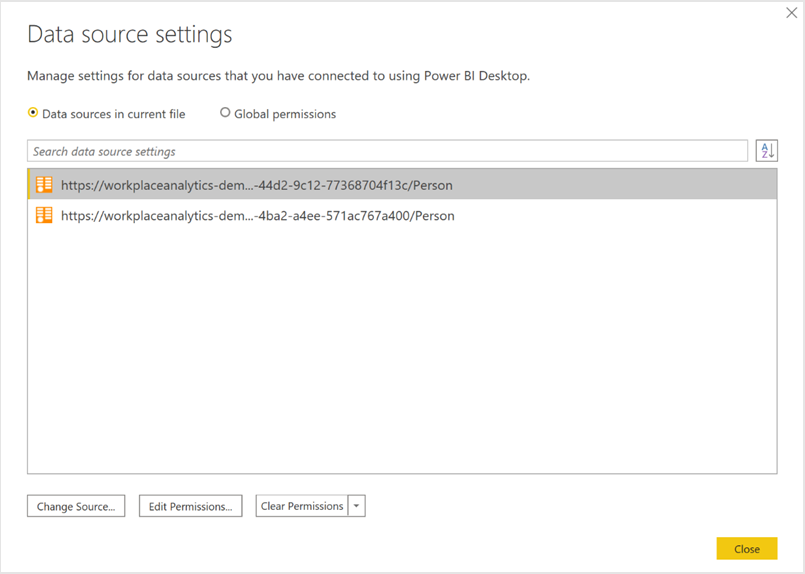 Data source settings
Manage settings for data sources that you have connected to using Power BI Desktop.
Data sources in current file Global permissions
Search data source settings
A
Z
https://workplaceanalytics-dem...-44d2-9c12-77368704f13c/Person
https://workplaceanalytics-dem...-4ba2-a4ee-571ac767a400/Person
Change Source... Edit Permissions... Clear Permissions
Close